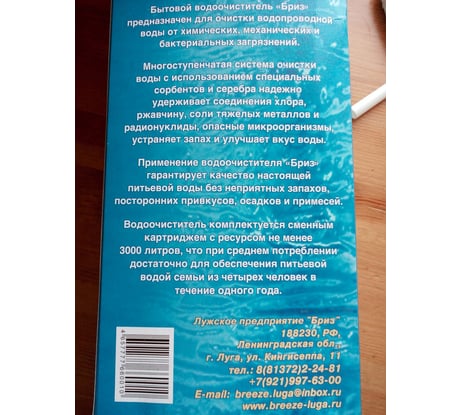 Бытовой водоочиститель «Бриз»
предназначен для очистки водопроводной
воды от химических, механических и
бактериальных загрязнений.
Многоступенчатая система очистки
воды с использованием специальных
сорбентов и серебра надежно
удерживает соединения хлора,
ржавчину, соли тяжелых металлов и
радионуклиды, опасные микроорганизмы,
устраняет запах и улучшает вкус воды.
Применение водоочистителя «Бриз»
гарантирует качество настоящей
питьевой воды без неприятных запахов,
посторонних привкусов, осадков и примесей.
Водоочиститель комплектуется сменным
картриджем с ресурсом не менее
3000 литров, что при среднем потреблении
достаточно для обеспечения питьевой
водой семьи из четырех человек в
течение одного года.
Лужское предприятие "Бриз"
188230, РФ,
Ленинградская обл.,
г. Луга, ул. Кингисеппа, 11
тел.: 8(81372)2-24-81
+7(921)997-63-00
E-mail: breeze.luga@inbox.ru
www.breeze-luga.ru